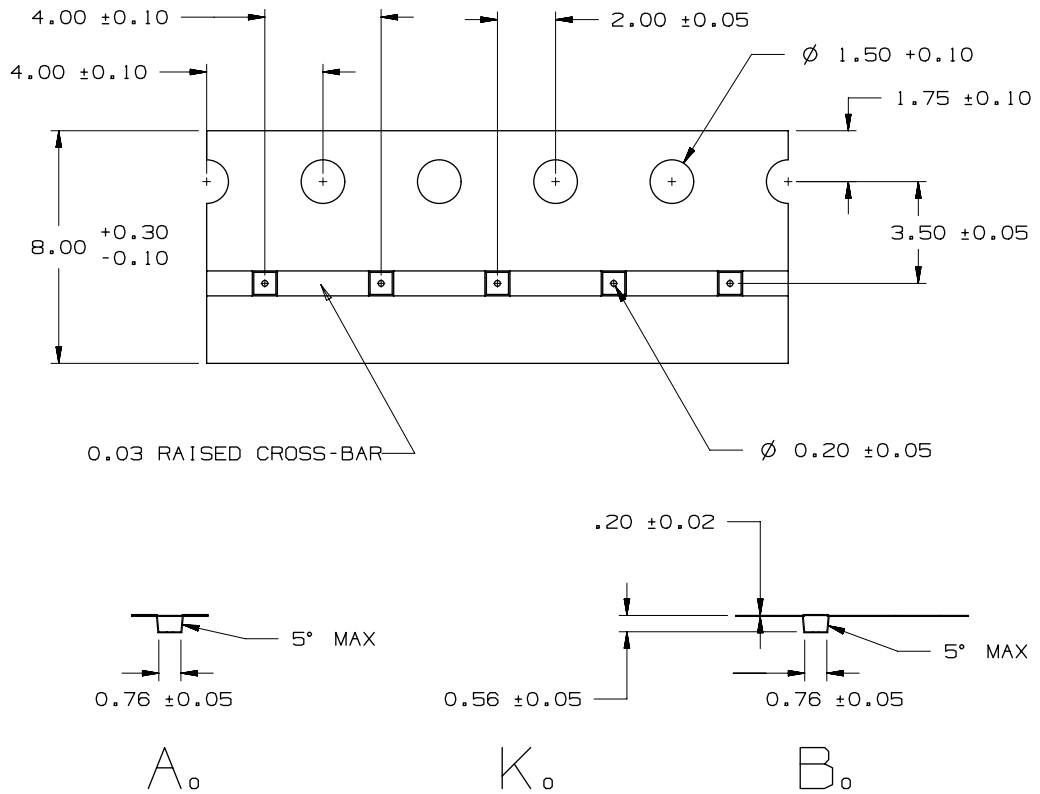 4.00 ±0.10
2.00 ±0.05
Ø 1.50 +0.10
4.00 ±0.10
1.75 ±0.10
8.00 +0.30
-0.10
3.50 ±0.05
0.03 RAISED CROSS-BAR
Ø 0.20 ±0.05
.20 ±0.02
5° MAX
5° MAX
0.76 ±0.05
0.56 ±0.05
0.76 ±0.05
Ao
Ko
Bo